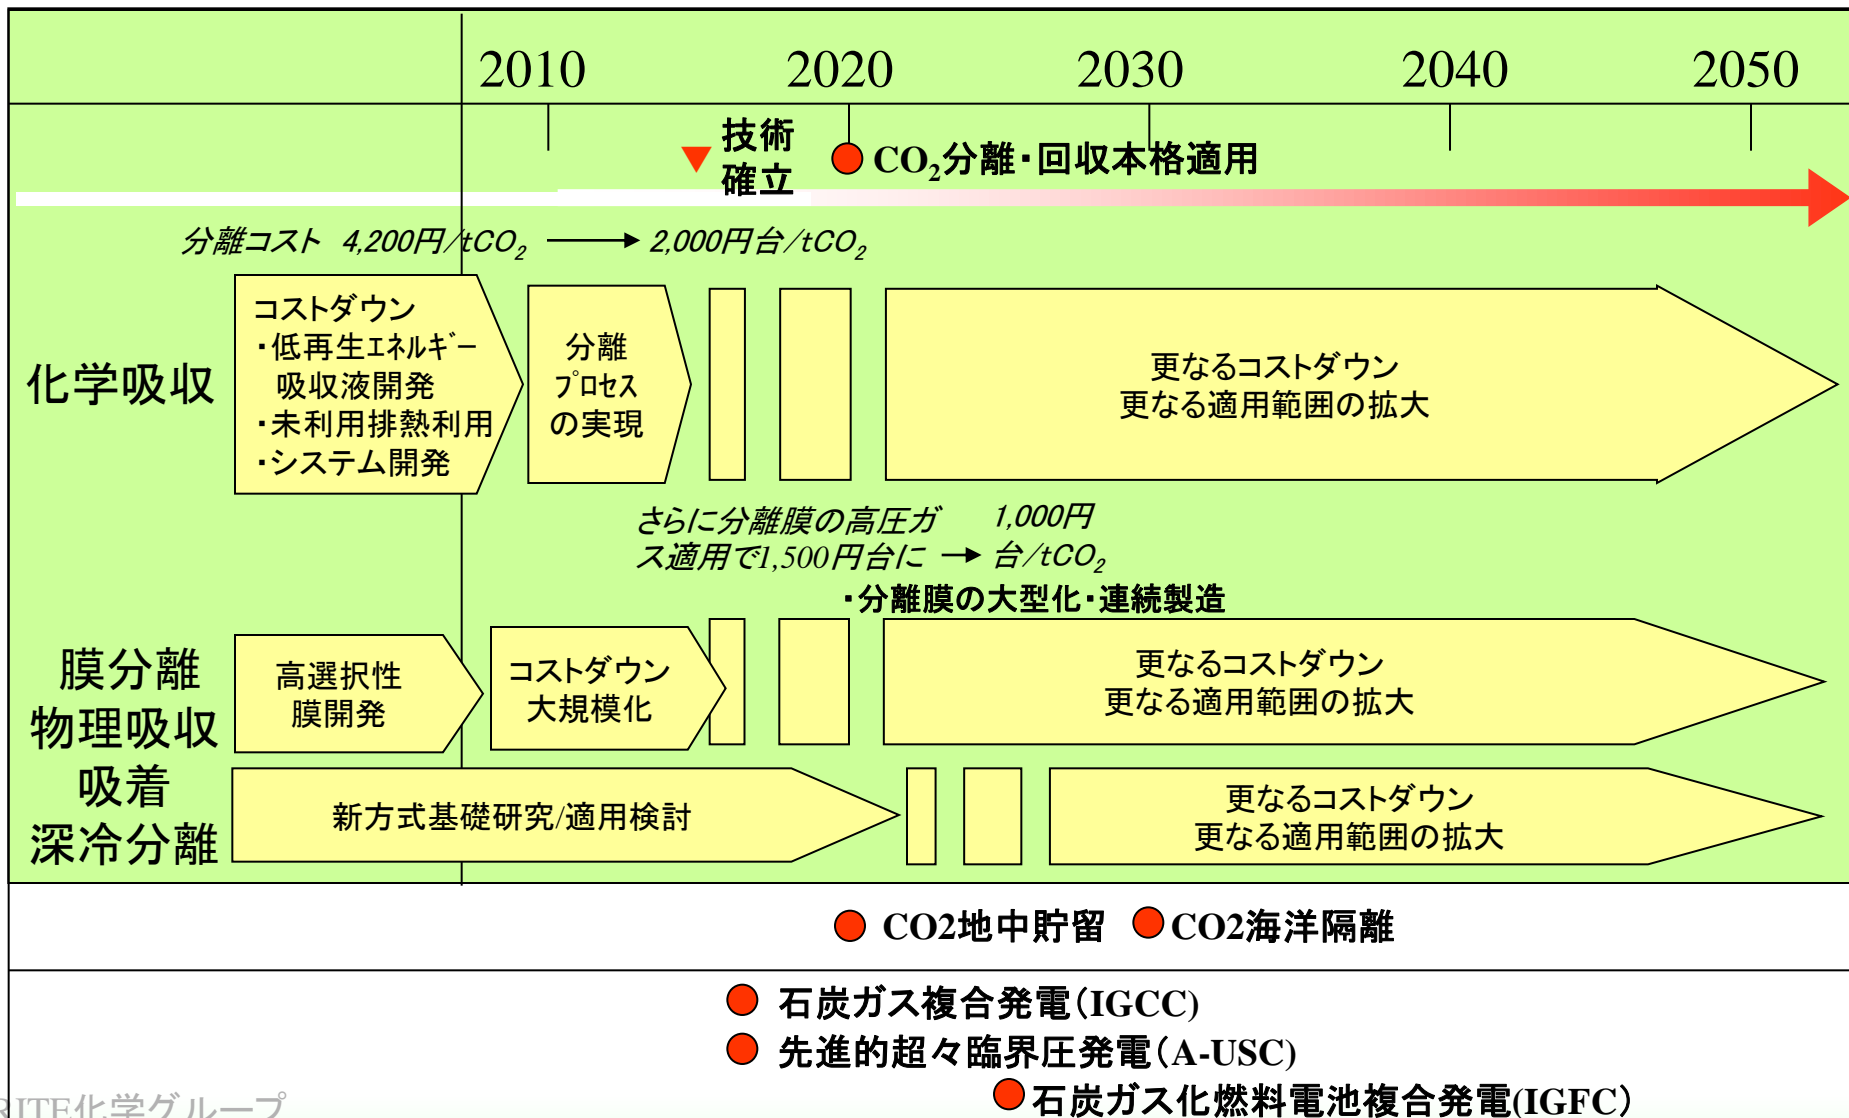 2010 2020 2030 2040 2050
技術
確立
CO2分離・回収本格適用
分離コスト 4,200円/tCO2 → 2,000円台/tCO2
化学吸収
コストダウン
・低再生エネルギー
吸収液開発
・未利用排熱利用
・システム開発
分離
プロセス
の実現
更なるコストダウン
更なる適用範囲の拡大
さらに分離膜の高圧ガ
ス適用で1,500円台に →
1,000円
台/tCO2
・分離膜の大型化・連続製造
膜分離
物理吸収
吸着
深冷分離
高選択性
膜開発
コストダウン
大規模化
更なるコストダウン
更なる適用範囲の拡大
新方式基礎研究/適用検討
更なるコストダウン
更なる適用範囲の拡大
CO2地中貯留 CO2海洋隔離
石炭ガス複合発電(IGCC)
先進的超々臨界圧発電(A-USC)
石炭ガス化燃料電池複合発電(IGFC)
RITE化学グループ